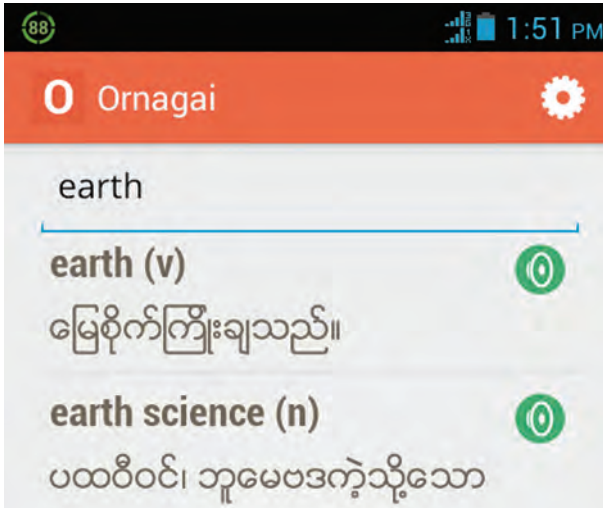 88 1:51 PM
O Ornagai
earth
earth (v)
မြေစိုက်ကြိုးချသည်။
earth science (n)
ပထဝီဝင်၊ ဘူမေဗဒကဲ့သို့သော